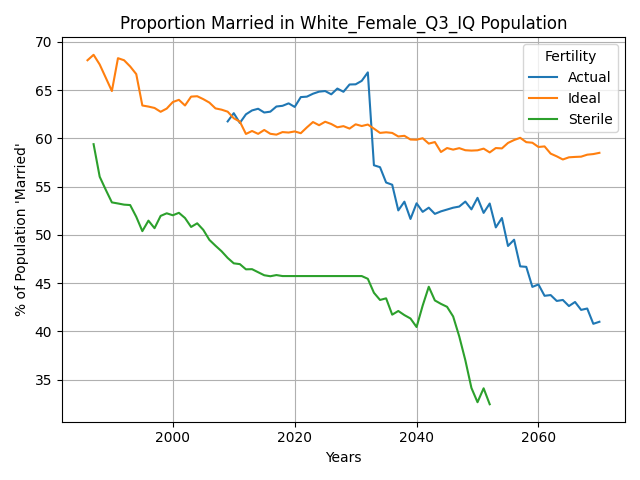 Proportion Married in White_Female_Q3_IQ Population
70
65
60
55
50
45
40
35
% of Population 'Married'
Fertility
Actual
Ideal
Sterile
2000 2020 2040 2060
Years